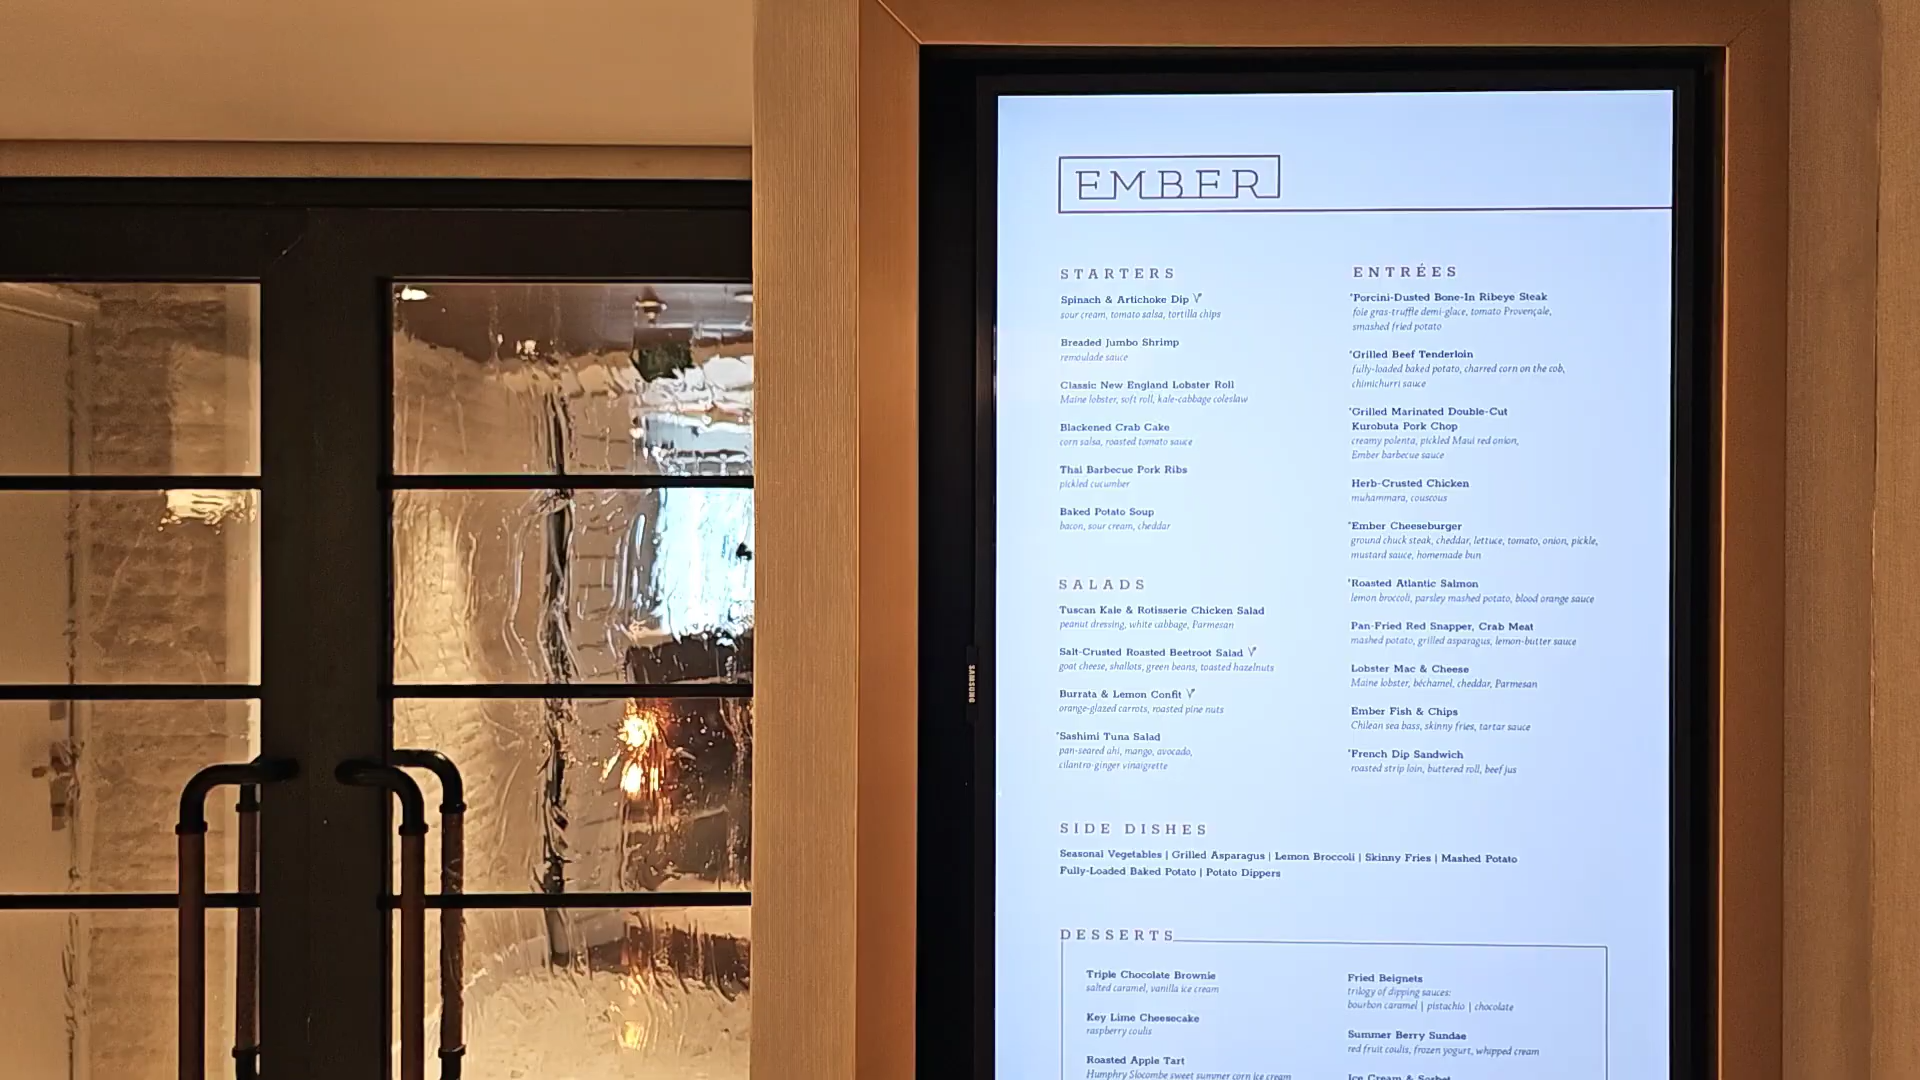 EMBER
STARTERS
Spinach & Artichoke Dip V
sour cream, tomato salsa, tortilla chips
Breaded Jumbo Shrimp
remoulade sauce
Classic New England Lobster Roll
Maine lobster, soft roll, kale-cabbage coleslaw
Blackened Crab Cake
corn salsa, roasted tomato sauce
Thai Barbecue Pork Ribs
pickled cucumber
Baked Potato Soup
bacon, sour cream, cheddar
SALADS
Tuscan Kale & Rotisserie Chicken Salad
peanut dressing, white cabbage, Parmesan
Salt-Crusted Roasted Beetroot Salad V
goat cheese, shallots, green beans, toasted hazelnuts
Burrata & Lemon Confit V
orange-glazed carrots, roasted pine nuts
*Sashimi Tuna Salad
pan-seared ahi, mango, avocado,
cilantro-ginger vinaigrette
ENTRÉES
*Porcini-Dusted Bone-In Ribeye Steak
foie gras-truffle demi-glace, tomato Provençale,
smashed fried potato
*Grilled Beef Tenderloin
fully-loaded baked potato, charred corn on the cob,
chimichurri sauce
*Grilled Marinated Double-Cut
Kurobuta Pork Chop
creamy polenta, pickled Maui red onion,
Ember barbecue sauce
Herb-Crusted Chicken
muhammara, couscous
*Ember Cheeseburger
ground chuck steak, cheddar, lettuce, tomato, onion, pickle,
mustard sauce, homemade bun
*Roasted Atlantic Salmon
lemon broccoli, parsley mashed potato, blood orange sauce
Pan-Fried Red Snapper, Crab Meat
mashed potato, grilled asparagus, lemon-butter sauce
Lobster Mac & Cheese
Maine lobster, béchamel, cheddar, Parmesan
Ember Fish & Chips
Chilean sea bass, skinny fries, tartar sauce
*French Dip Sandwich
roasted strip loin, buttered roll, beef jus
SIDE DISHES
Seasonal Vegetables | Grilled Asparagus | Lemon Broccoli | Skinny Fries | Mashed Potato
Fully-Loaded Baked Potato | Potato Dippers
DESSERTS
Triple Chocolate Brownie
salted caramel, vanilla ice cream
Key Lime Cheesecake
raspberry coulis
Roasted Apple Tart
Humphry Slocombe sweet summer corn ice cream
Fried Beignets
trilogy of dipping sauces:
bourbon caramel | pistachio | chocolate
Summer Berry Sundae
red fruit coulis, frozen yogurt, whipped cream
Ice Cream & Sorbet
SAMSUNG